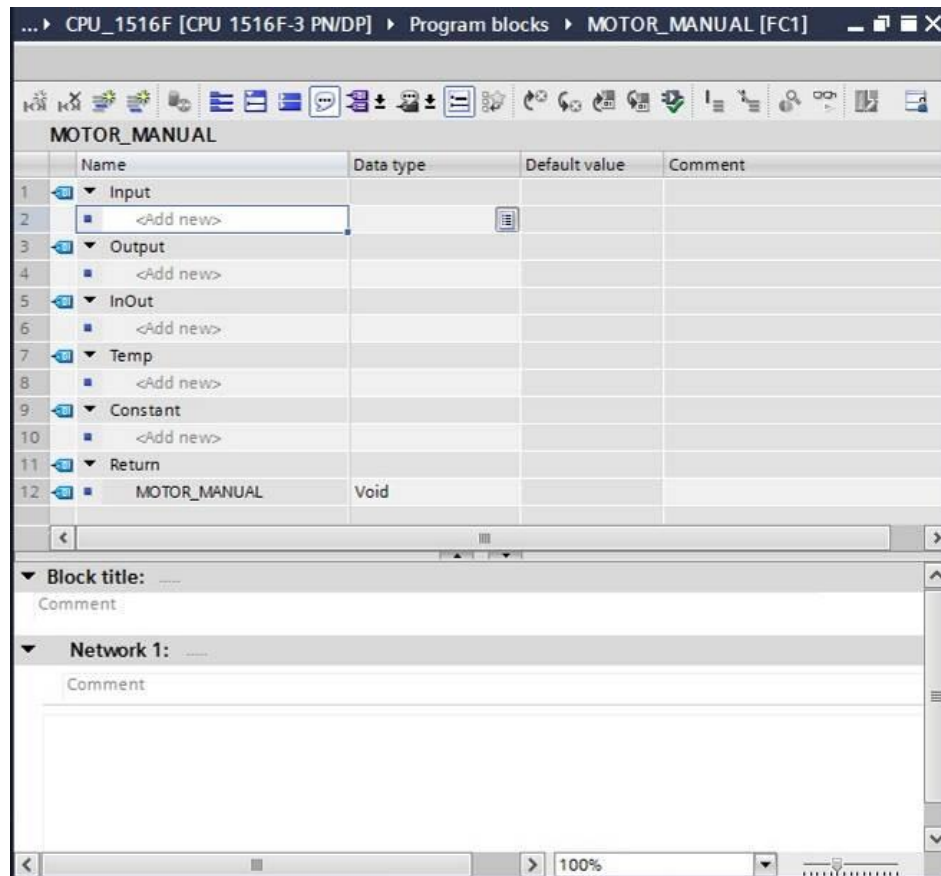 ...▸ CPU_1516F [CPU 1516F-3 PN/DP] ▸ Program blocks ▸ MOTOR_MANUAL [FC1]
MOTOR_MANUAL
Name Data type Default value Comment
1 Input
2 <Add new>
3 Output
4 <Add new>
5 InOut
6 <Add new>
7 Temp
8 <Add new>
9 Constant
10 <Add new>
11 Return
12 MOTOR_MANUAL Void
Block title: .....
Comment
Network 1: .....
Comment
100%